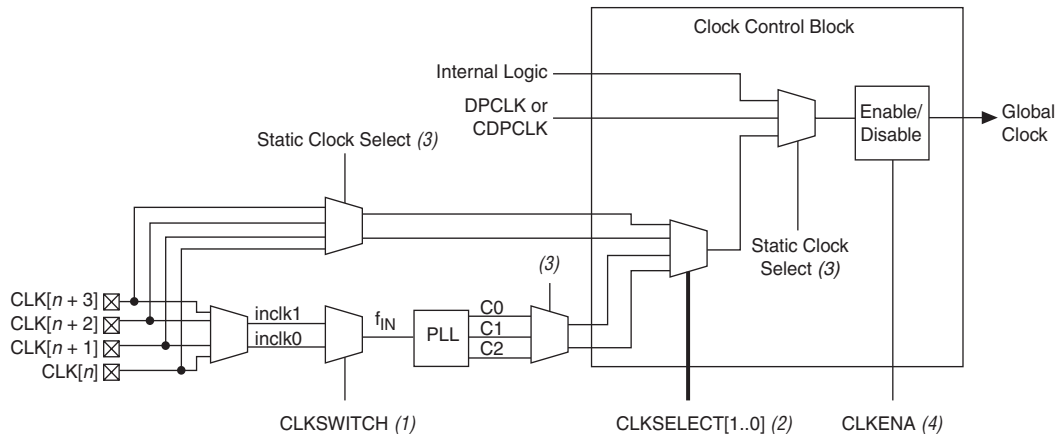 Clock Control Block
Internal Logic
DPCLK or
CDPCLK
Enable/
Disable
Global
Clock
Static Clock Select (3)
Static Clock
Select (3)
(3)
CLK[n + 3]
CLK[n + 2]
CLK[n + 1]
CLK[n]
inclk1
inclk0
fIN
PLL
C0
C1
C2
CLKSWITCH (1)
CLKSELECT[1..0] (2)
CLKENA (4)